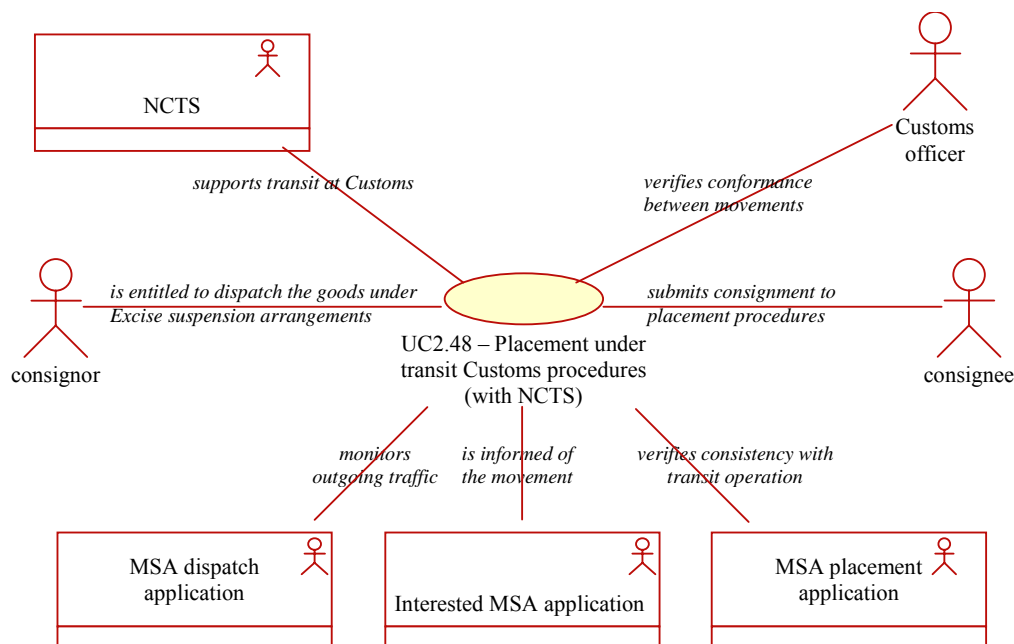 NCTS
Customs
officer
supports transit at Customs
verifies conformance
between movements
is entitled to dispatch the goods under
Excise suspension arrangements
submits consignment to
placement procedures
consignor
UC2.48 – Placement under
transit Customs procedures
(with NCTS)
consignee
monitors
outgoing traffic
is informed of
the movement
verifies consistency with
transit operation
MSA dispatch
application
Interested MSA application
MSA placement
application